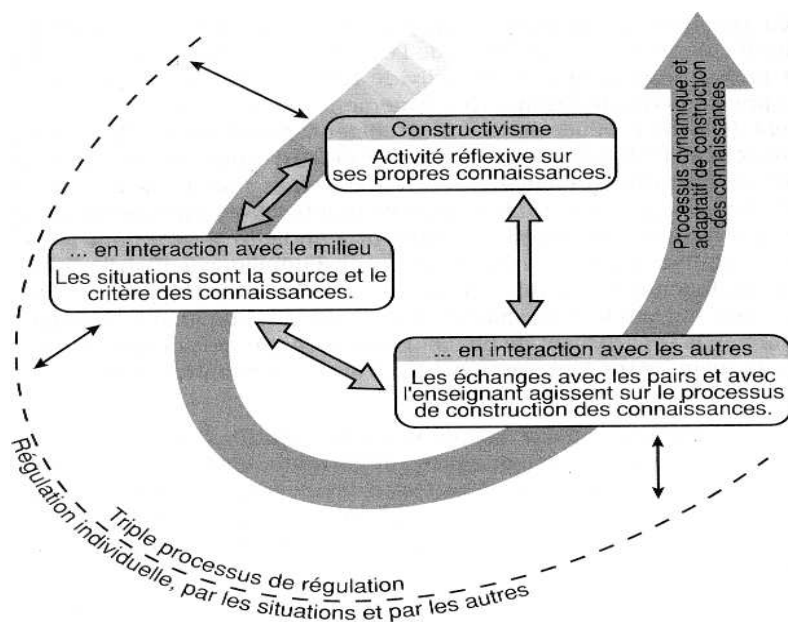 Constructivisme
Activité réflexive sur
ses propres connaissances.
... en interaction avec le milieu
Les situations sont la source et le
critère des connaissances.
... en interaction avec les autres
Les échanges avec les pairs et avec
l'enseignant agissent sur le processus
de construction des connaissances.
Processus dynamique et
adaptatif de construction
des connaissances
Triple processus de régulation
Régulation individuelle, par les situations et par les autres